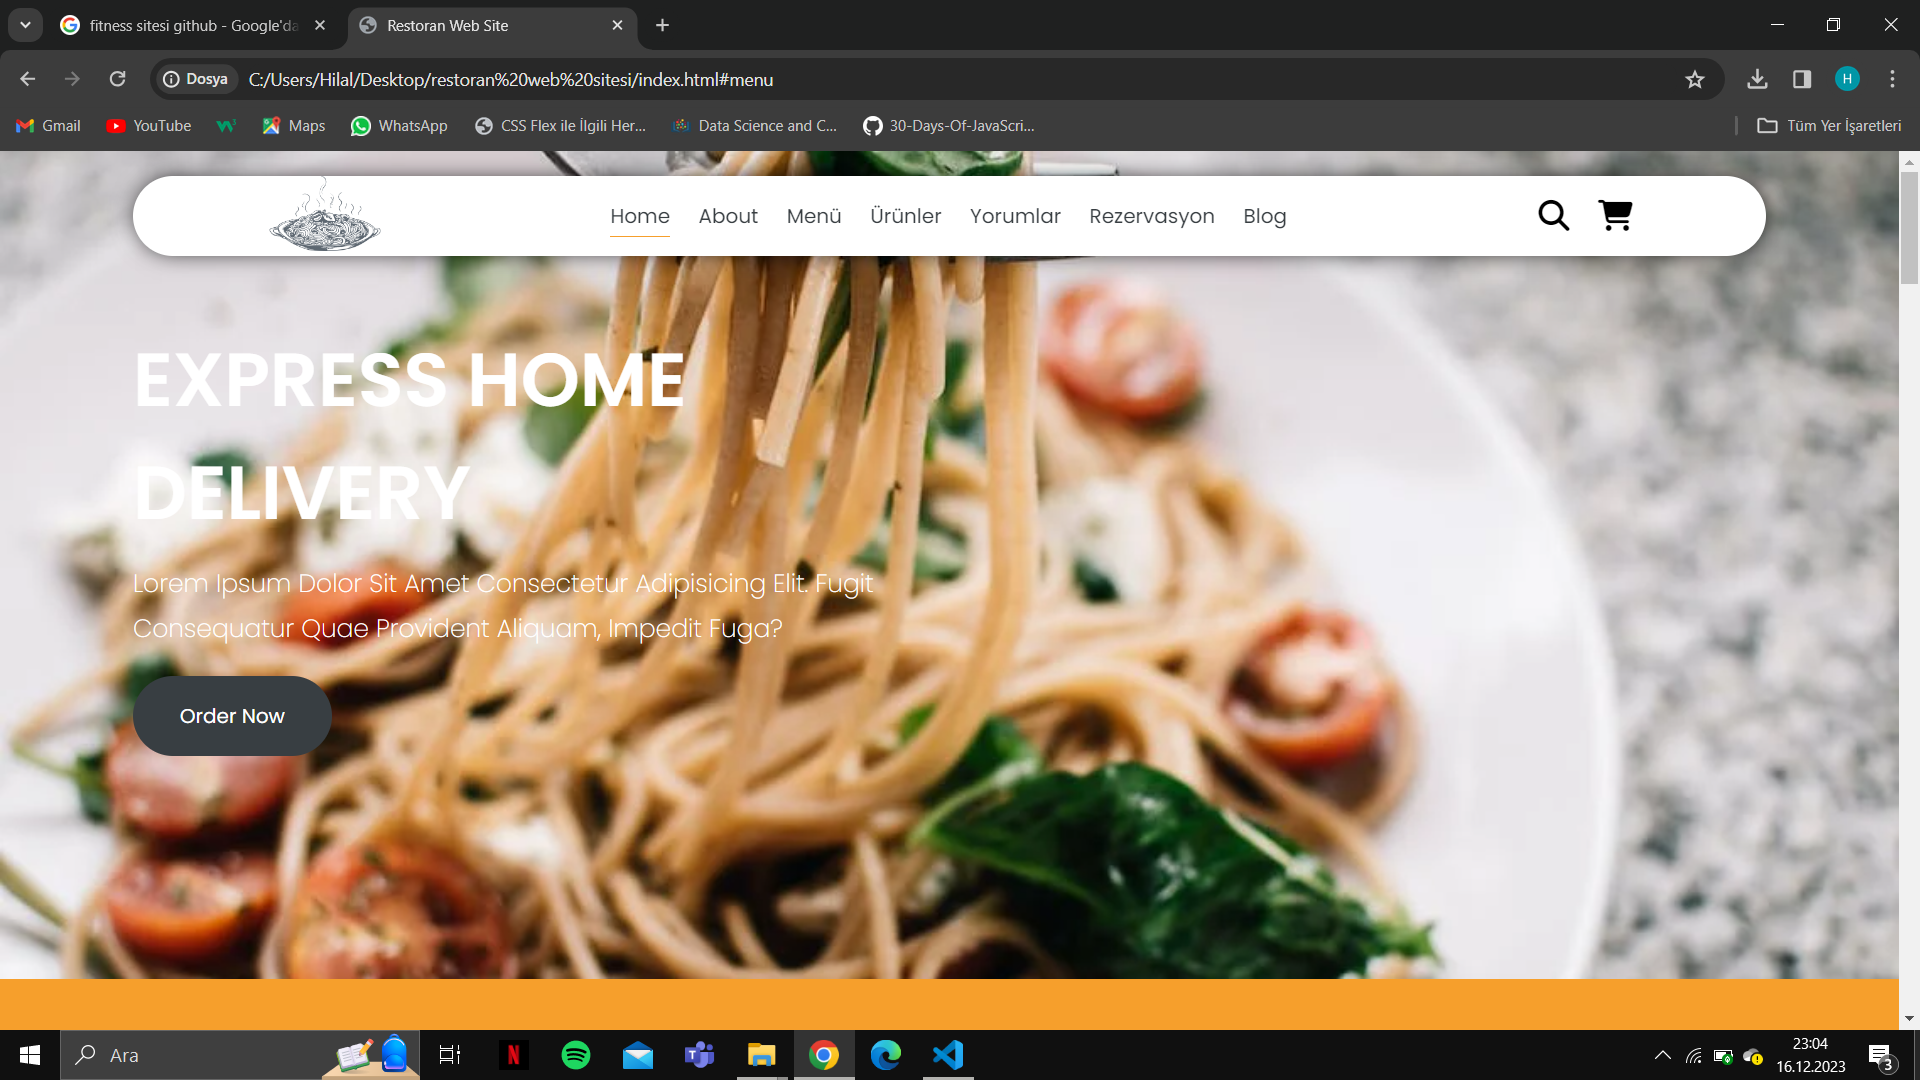 fitness sitesi github - Google'da
Restoran Web Site
Dosya
C:/Users/Hilal/Desktop/restoran%20web%20sitesi/index.html#menu
H
Gmail
YouTube
Maps
WhatsApp
CSS Flex ile İlgili Her...
Data Science and C...
30-Days-Of-JavaScri...
Tüm Yer İşaretleri
Home
About
Menü
Ürünler
Yorumlar
Rezervasyon
Blog
EXPRESS HOME
DELIVERY
Lorem Ipsum Dolor Sit Amet Consectetur Adipisicing Elit. Fugit
Consequatur Quae Provident Aliquam, Impedit Fuga?
Order Now
Ara
23:04
16.12.2023
3